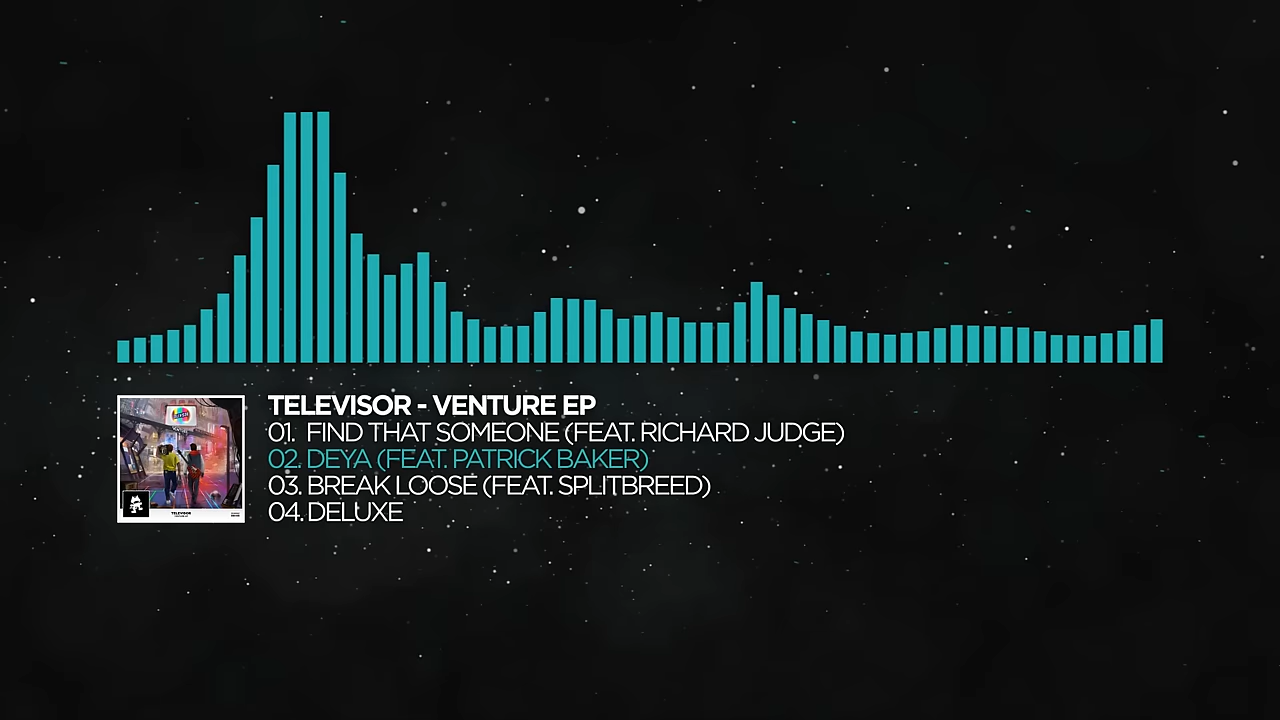 TELEVISOR - VENTURE EP
01. FIND THAT SOMEONE (FEAT. RICHARD JUDGE)
02. DEYA (FEAT. PATRICK BAKER)
03. BREAK LOOSE (FEAT. SPLITBREED)
04. DELUXE
TELEVISOR